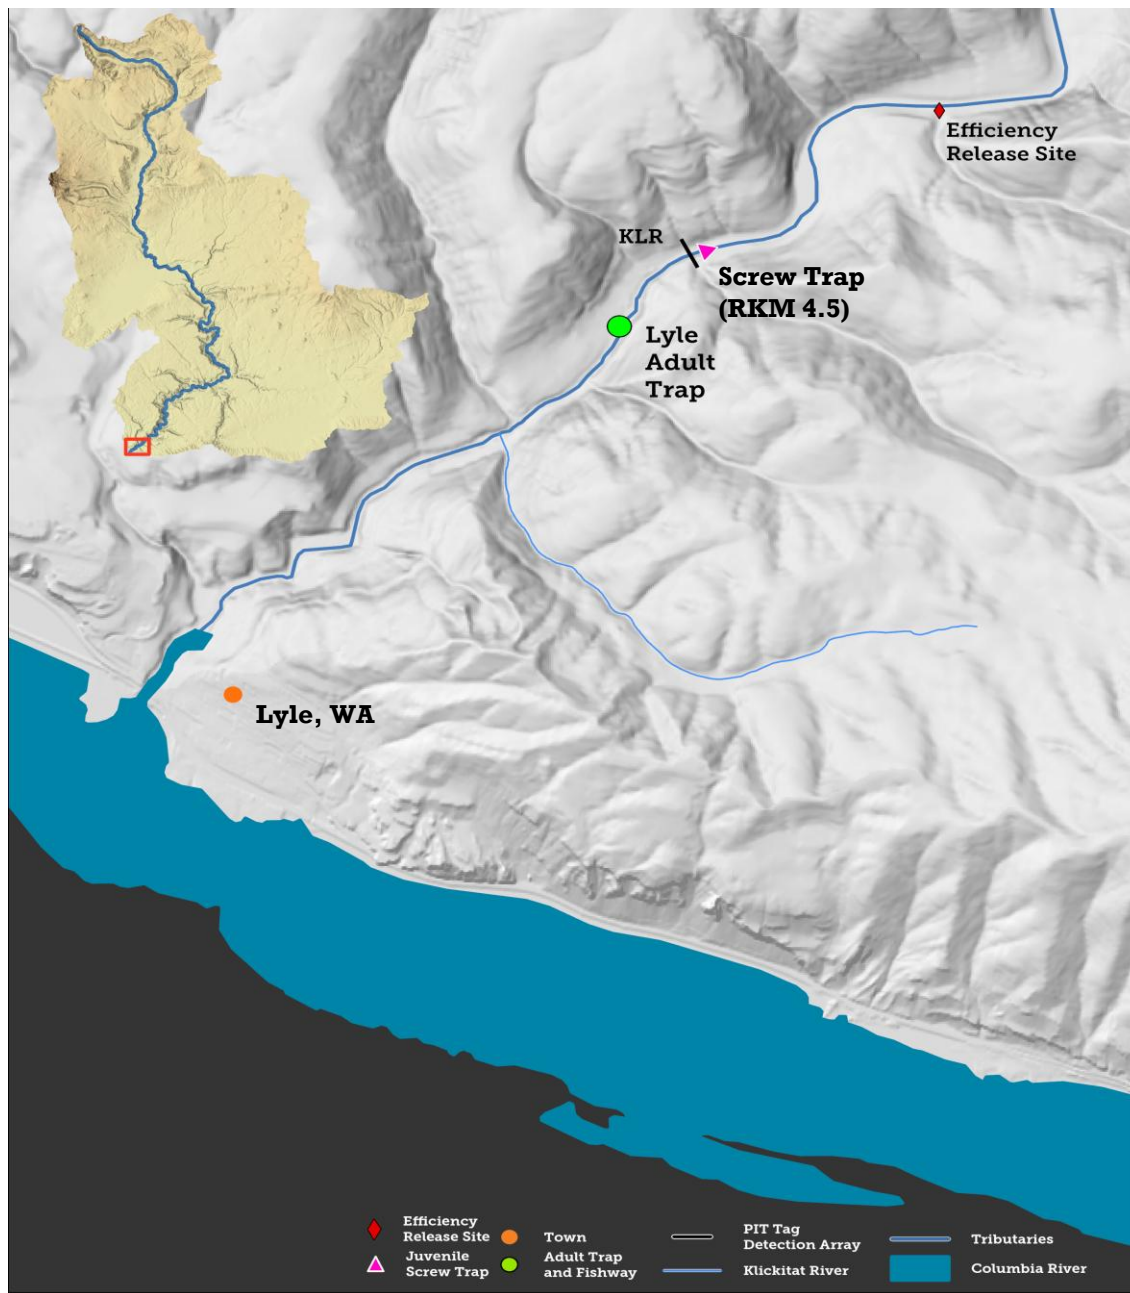 Efficiency
Release Site
KLR
Screw Trap
(RKM 4.5)
Lyle
Adult
Trap
Lyle, WA
Efficiency
Release Site
Juvenile
Screw Trap
Town
Adult Trap
and Fishway
PIT Tag
Detection Array
Klickitat River
Tributaries
Columbia River